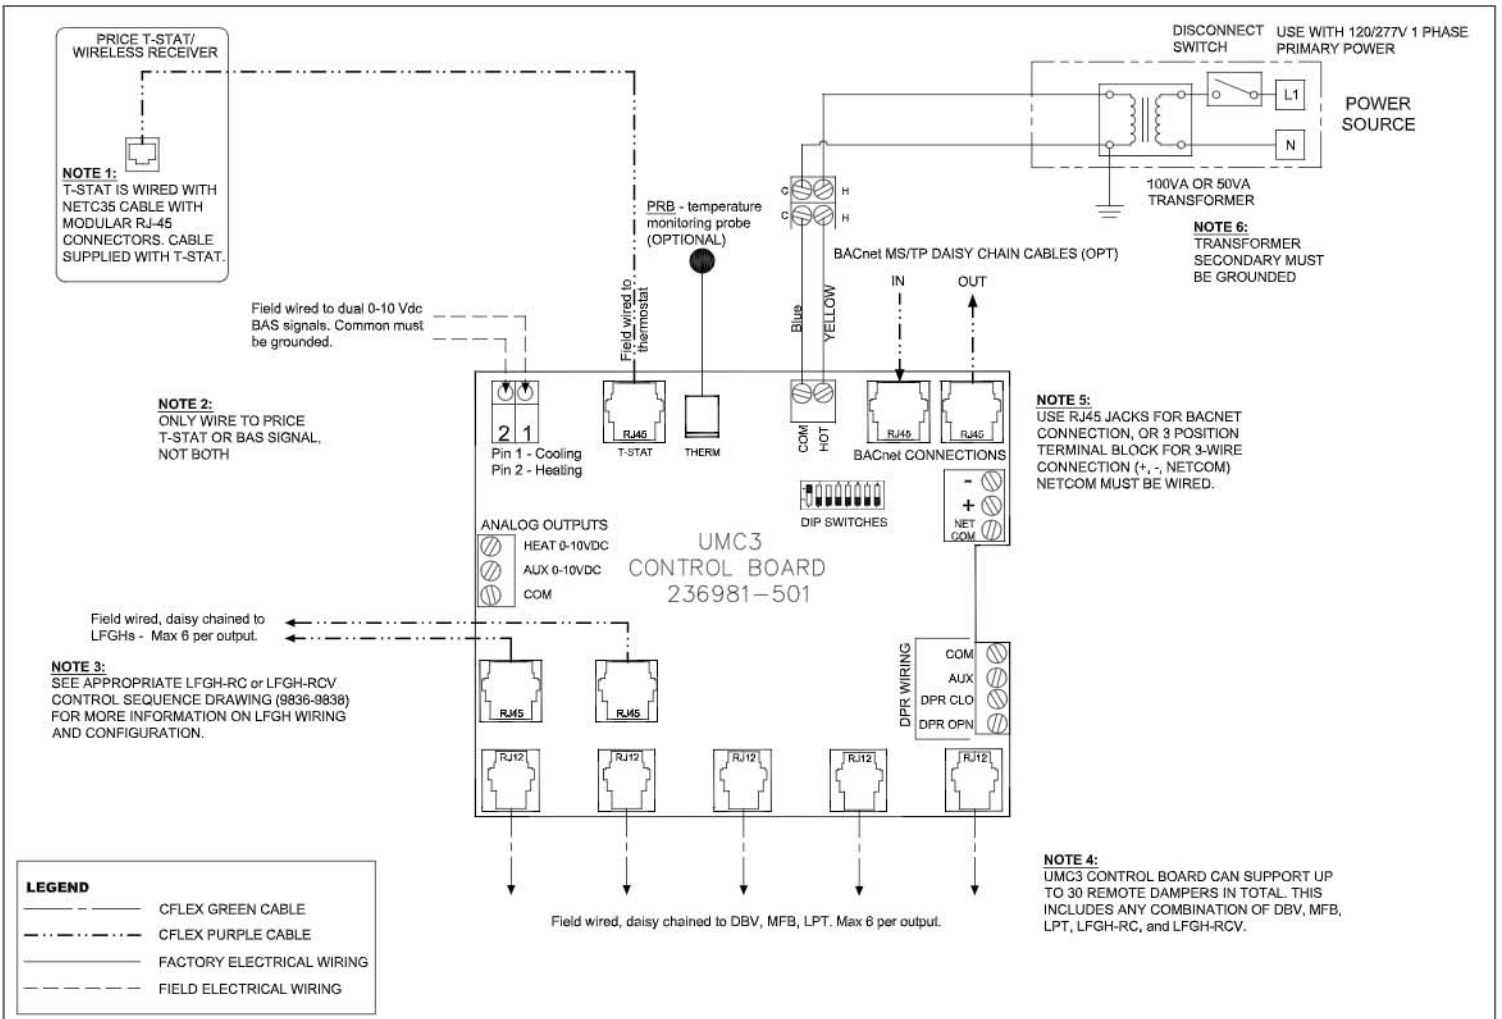 PRICE T-STAT/
WIRELESS RECEIVER
NOTE 1:
T-STAT IS WIRED WITH
NETC35 CABLE WITH
MODULAR RJ-45
CONNECTORS. CABLE
SUPPLIED WITH T-STAT.
DISCONNECT
SWITCH
USE WITH 120/277V 1 PHASE
PRIMARY POWER
L1
N
POWER
SOURCE
100VA OR 50VA
TRANSFORMER
NOTE 6:
TRANSFORMER
SECONDARY MUST
BE GROUNDED
C
H
C
H
PRB - temperature
monitoring probe
(OPTIONAL)
BACnet MS/TP DAISY CHAIN CABLES (OPT)
IN
OUT
Blue
YELLOW
Field wired to
thermostat
Field wired to dual 0-10 Vdc
BAS signals. Common must
be grounded.
NOTE 2:
ONLY WIRE TO PRICE
T-STAT OR BAS SIGNAL,
NOT BOTH
2
1
Pin 1 - Cooling
Pin 2 - Heating
RJ45
T-STAT
THERM
COM
HOT
RJ45
RJ45
BACnet CONNECTIONS
NOTE 5:
USE RJ45 JACKS FOR BACNET
CONNECTION, OR 3 POSITION
TERMINAL BLOCK FOR 3-WIRE
CONNECTION (+, -, NETCOM)
NETCOM MUST BE WIRED.
-
+
NET
COM
DIP SWITCHES
ANALOG OUTPUTS
HEAT 0-10VDC
AUX 0-10VDC
COM
UMC3
CONTROL BOARD
236981-501
Field wired, daisy chained to
LFGHs - Max 6 per output.
NOTE 3:
SEE APPROPRIATE LFGH-RC or LFGH-RCV
CONTROL SEQUENCE DRAWING (9836-9838)
FOR MORE INFORMATION ON LFGH WIRING
AND CONFIGURATION.
RJ45
RJ45
DPR WIRING
COM
AUX
DPR CLO
DPR OPN
RJ12
RJ12
RJ12
RJ12
RJ12
Field wired, daisy chained to DBV, MFB, LPT. Max 6 per output.
NOTE 4:
UMC3 CONTROL BOARD CAN SUPPORT UP
TO 30 REMOTE DAMPERS IN TOTAL. THIS
INCLUDES ANY COMBINATION OF DBV, MFB,
LPT, LFGH-RC, and LFGH-RCV.
LEGEND
CFLEX GREEN CABLE
CFLEX PURPLE CABLE
FACTORY ELECTRICAL WIRING
FIELD ELECTRICAL WIRING